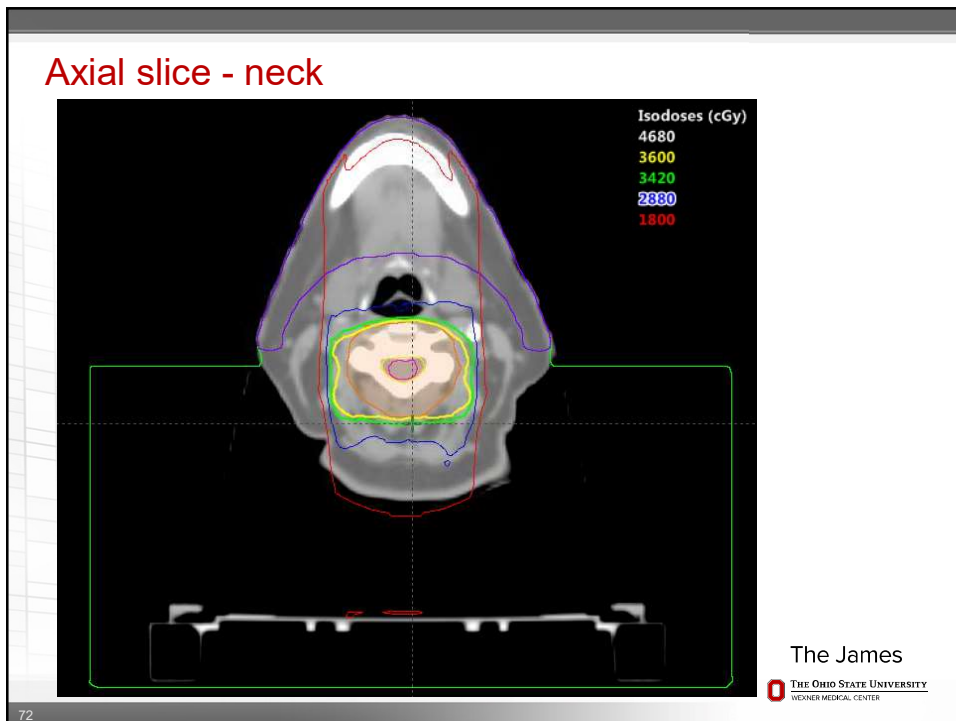 Axial slice - neck
Isodoses (cGy)
4680
3600
3420
2880
1800
The James
THE OHIO STATE UNIVERSITY
WEXNER MEDICAL CENTER
72